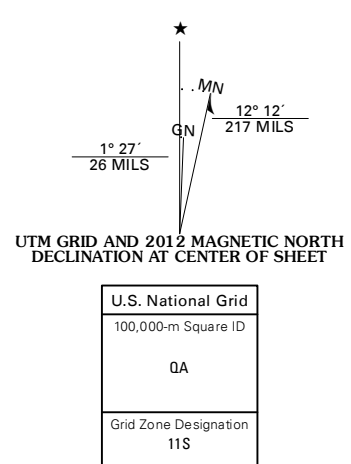 ★
MN
12° 12´
217 MILS
GN
1° 27´
26 MILS
UTM GRID AND 2012 MAGNETIC NORTH
DECLINATION AT CENTER OF SHEET
U.S. National Grid
100,000-m Square ID
QA
Grid Zone Designation
11S